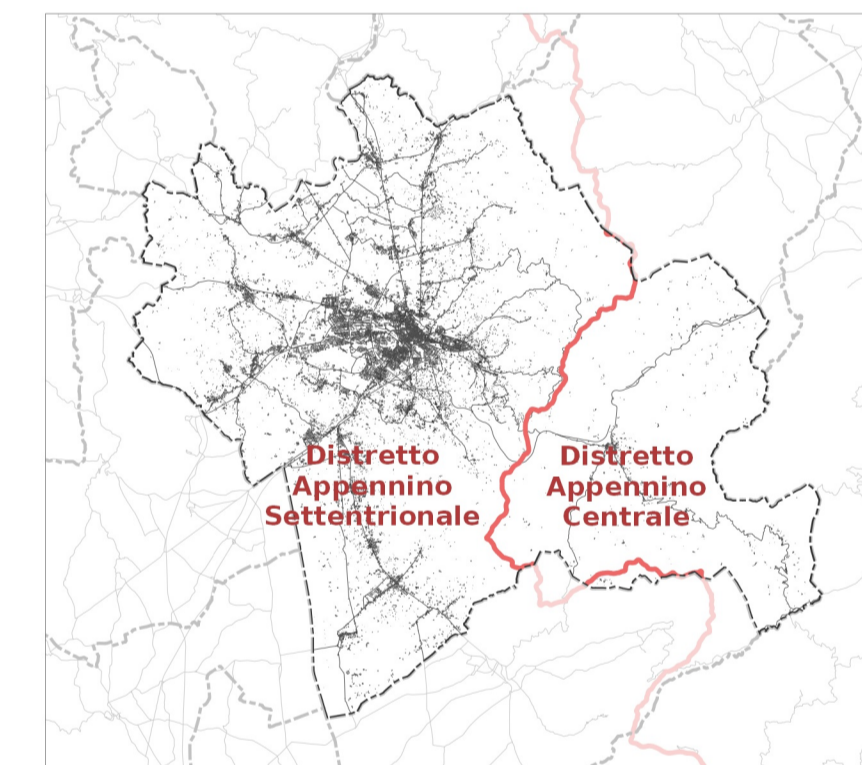 Distretto
Appennino
Settentrionale
Distretto
Appennino
Centrale